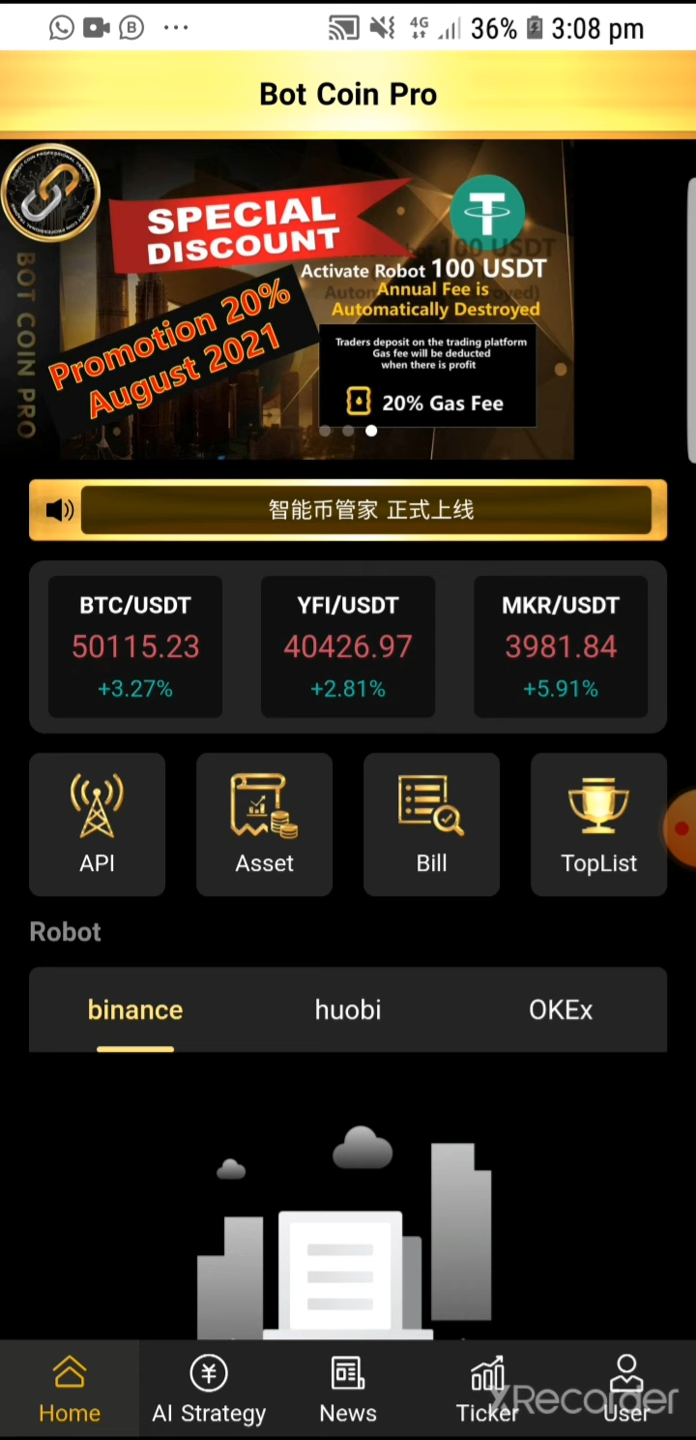 4G 36% 3:08 pm
Bot Coin Pro
BOT COIN PRO
SPECIAL
DISCOUNT
Activate Robot 100 USDT
Annual Fee is
Automatically Destroyed
Promotion 20%
August 2021
Traders deposit on the trading platform
Gas fee will be deducted
when there is profit
20% Gas Fee
智能币管家 正式上线
BTC/USDT YFI/USDT MKR/USDT
50115.23 40426.97 3981.84
+3.27% +2.81% +5.91%
API Asset Bill TopList
Robot
binance huobi OKEx
Home AI Strategy News Ticker User
XRecorder